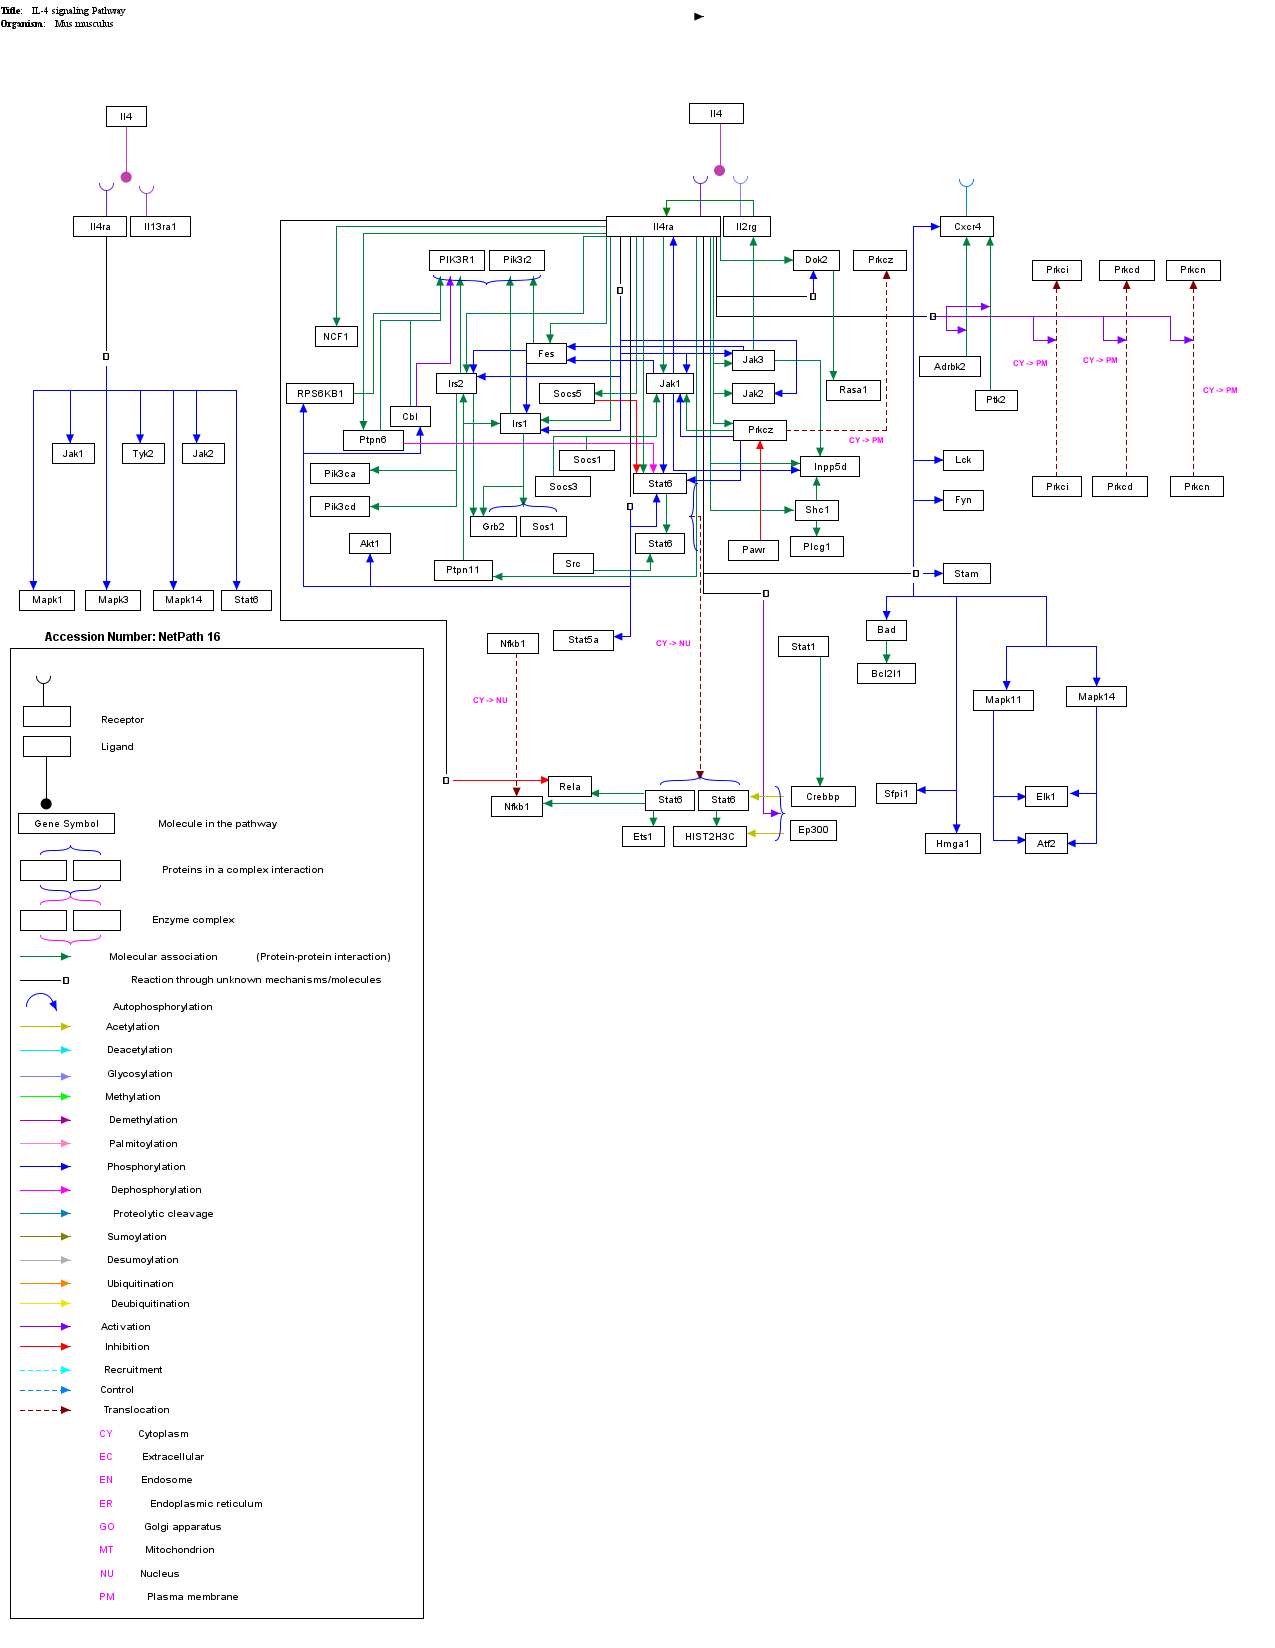 Title: IL-4 signaling Pathway
Organism: Mus musculus
Il4
Il4
Il4ra
Il13ra1
Il4ra
Il2rg
Cxcr4
PIK3R1
Pik3r2
Dok2
Prkcz
Prkci
Prkcd
Prkcn
NCF1
Fes
Jak3
Adrbk2
CY -> PM
CY -> PM
CY -> PM
RPS6KB1
Irs2
Socs5
Jak1
Jak2
Rasa1
Ptk2
Cbl
Irs1
Ptpn6
Prkcz
CY -> PM
Jak1
Tyk2
Jak2
Socs1
Inpp5d
Lck
Pik3ca
Socs3
Stat6
Prkci
Prkcd
Prkcn
Pik3cd
Shc1
Fyn
Grb2
Sos1
Akt1
Stat6
Pawr
Plcg1
Ptpn11
Src
Stam
Mapk1
Mapk3
Mapk14
Stat6
Accession Number: NetPath 16
Nfkb1
Stat5a
CY -> NU
Stat1
Bad
Bcl2l1
CY -> NU
Mapk11
Mapk14
Rela
Nfkb1
Stat6
Stat6
Crebbp
Sfpi1
Elk1
Ets1
HIST2H3C
Ep300
Hmga1
Atf2
Receptor
Ligand
Gene Symbol
Molecule in the pathway
Proteins in a complex interaction
Enzyme complex
Molecular association (Protein-protein interaction)
Reaction through unknown mechanisms/molecules
Autophosphorylation
Acetylation
Deacetylation
Glycosylation
Methylation
Demethylation
Palmitoylation
Phosphorylation
Dephosphorylation
Proteolytic cleavage
Sumoylation
Desumoylation
Ubiquitination
Deubiquitination
Activation
Inhibition
Recruitment
Control
Translocation
CY Cytoplasm
EC Extracellular
EN Endosome
ER Endoplasmic reticulum
GO Golgi apparatus
MT Mitochondrion
NU Nucleus
PM Plasma membrane